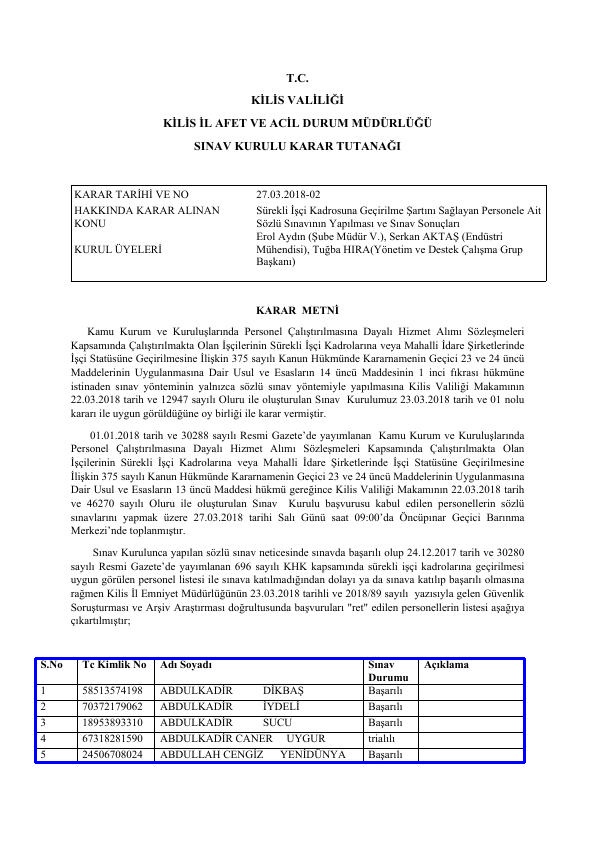 T.C.
KİLİS VALİLİĞİ
KİLİS İL AFET VE ACİL DURUM MÜDÜRLÜĞÜ
SINAV KURULU KARAR TUTANAĞI
KARAR TARİHİ VE NO 27.03.2018-02
HAKKINDA KARAR ALINAN KONU Sürekli İşçi Kadrosuna Geçirilme Şartını Sağlayan Personele Ait
Sözlü Sınavının Yapılması ve Sınav Sonuçları
KURUL ÜYELERİ Erol Aydın (Şube Müdür V.), Serkan AKTAŞ (Endüstri
Mühendisi), Tuğba HIRA(Yönetim ve Destek Çalışma Grup
Başkanı)
KARAR METNİ
Kamu Kurum ve Kuruluşlarında Personel Çalıştırılmasına Dayalı Hizmet Alımı Sözleşmeleri
Kapsamında Çalıştırılmakta Olan İşçilerinin Sürekli İşçi Kadrolarına veya Mahalli İdare Şirketlerinde
İşçi Statüsüne Geçirilmesine İlişkin 375 sayılı Kanun Hükmünde Kararnamenin Geçici 23 ve 24 üncü
Maddelerinin Uygulanmasına Dair Usul ve Esasların 14 üncü Maddesinin 1 inci fıkrası hükmüne
istinaden sınav yönteminin yalnızca sözlü sınav yöntemiyle yapılmasına Kilis Valiliği Makamının
22.03.2018 tarih ve 12947 sayılı Oluru ile oluşturulan Sınav Kurulumuz 23.03.2018 tarih ve 01 nolu
kararı ile uygun görüldüğüne oy birliği ile karar vermiştir.
01.01.2018 tarih ve 30288 sayılı Resmi Gazete’de yayımlanan Kamu Kurum ve Kuruluşlarında
Personel Çalıştırılmasına Dayalı Hizmet Alımı Sözleşmeleri Kapsamında Çalıştırılmakta Olan
İşçilerinin Sürekli İşçi Kadrolarına veya Mahalli İdare Şirketlerinde İşçi Statüsüne Geçirilmesine
İlişkin 375 sayılı Kanun Hükmünde Kararnamenin Geçici 23 ve 24 üncü Maddelerinin Uygulanmasına
Dair Usul ve Esasların 13 üncü Maddesi hükmü gereğince Kilis Valiliği Makamının 22.03.2018 tarih
ve 46270 sayılı Oluru ile oluşturulan Sınav Kurulu başvurusu kabul edilen personellerin sözlü
sınavlarını yapmak üzere 27.03.2018 tarihi Salı Günü saat 09:00’da Öncüpınar Geçici Barınma
Merkezi’nde toplanmıştır.
Sınav Kurulunca yapılan sözlü sınav neticesinde sınavda başarılı olup 24.12.2017 tarih ve 30280
sayılı Resmi Gazete’de yayımlanan 696 sayılı KHK kapsamında sürekli işçi kadrolarına geçirilmesi
uygun görülen personel listesi ile sınava katılmadığından dolayı ya da sınava katılıp başarılı olmasına
rağmen Kilis İl Emniyet Müdürlüğünün 23.03.2018 tarihli ve 2018/89 sayılı yazısıyla gelen Güvenlik
Soruşturması ve Arşiv Araştırması doğrultusunda başvuruları "ret" edilen personellerin listesi aşağıya
çıkartılmıştır;
S.No Tc Kimlik No Adı Soyadı Sınav Durumu Açıklama
1 58513574198 ABDULKADİR DİKBAŞ Başarılı
2 70372179062 ABDULKADİR İYDELİ Başarılı
3 18953893310 ABDULKADİR SUCU Başarılı
4 67318281590 ABDULKADİR CANER UYGUR trialılı
5 24506708024 ABDULLAH CENGİZ YENİDÜNYA Başarılı